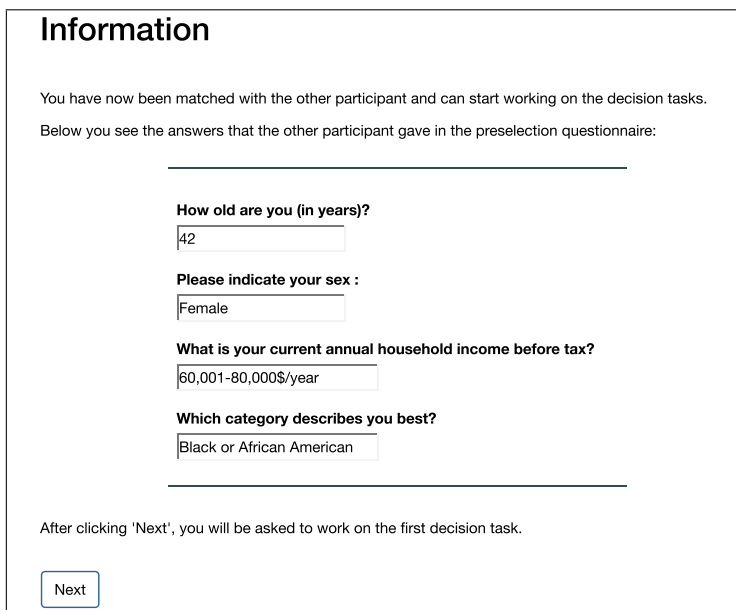 Information
You have now been matched with the other participant and can start working on the decision tasks.
Below you see the answers that the other participant gave in the preselection questionnaire:
How old are you (in years)?
42
Please indicate your sex :
Female
What is your current annual household income before tax?
60,001-80,000$/year
Which category describes you best?
Black or African American
After clicking 'Next', you will be asked to work on the first decision task.
Next